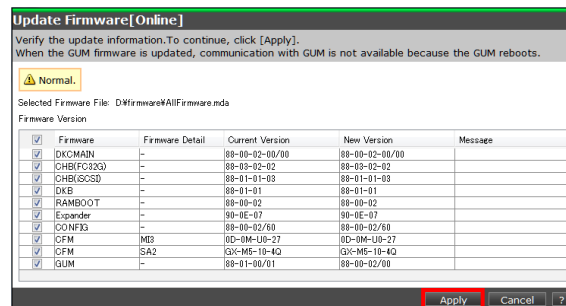 Update Firmware[Online]
Verify the update information.To continue, click [Apply].
When the GUM firmware is updated, communication with GUM is not available because the GUM reboots.
Normal.
Selected Firmware File: D:¥firmware¥AllFirmware.mda
Firmware Version
Firmware Firmware Detail Current Version New Version Message
DKCMAIN - 88-00-02-00/00 88-00-02-00/00
CHB(FC32G) - 88-03-02-02 88-03-02-02
CHB(iSCSI) - 88-01-01-03 88-01-01-03
DKB - 88-01-01 88-01-01
RAMBOOT - 88-00-02 88-00-02
Expander - 90-0E-07 90-0E-07
CONFIG - 88-00-02/60 88-00-02/60
CFM MI3 0D-0M-U0-27 0D-0M-U0-27
CFM SA2 GX-M5-10-4Q GX-M5-10-4Q
GUM - 88-01-00/01 88-00-02/00
Apply Cancel ?